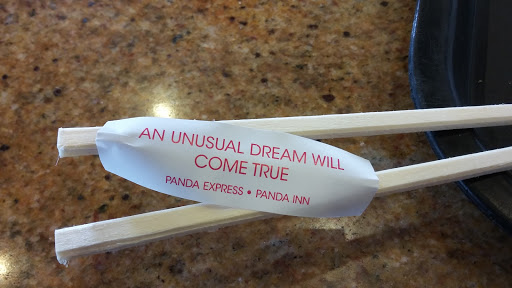 AN UNUSUAL DREAM WILL
COME TRUE
PANDA EXPRESS • PANDA INN